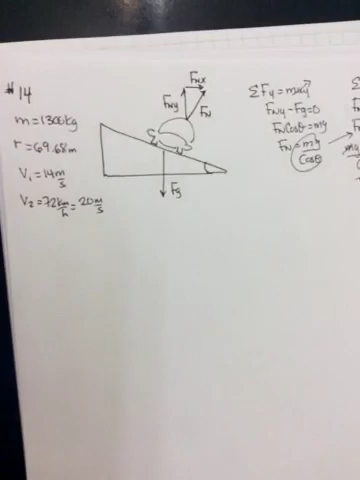 #14
m=1300kg
r=69.68m
V₁=14m/s
V₂=72km/h=20m/s
FNx
FNy
FN
Fg
ΣFy=may
FNy-Fg=0
FNcosθ=mg
FN=mg/cosθ